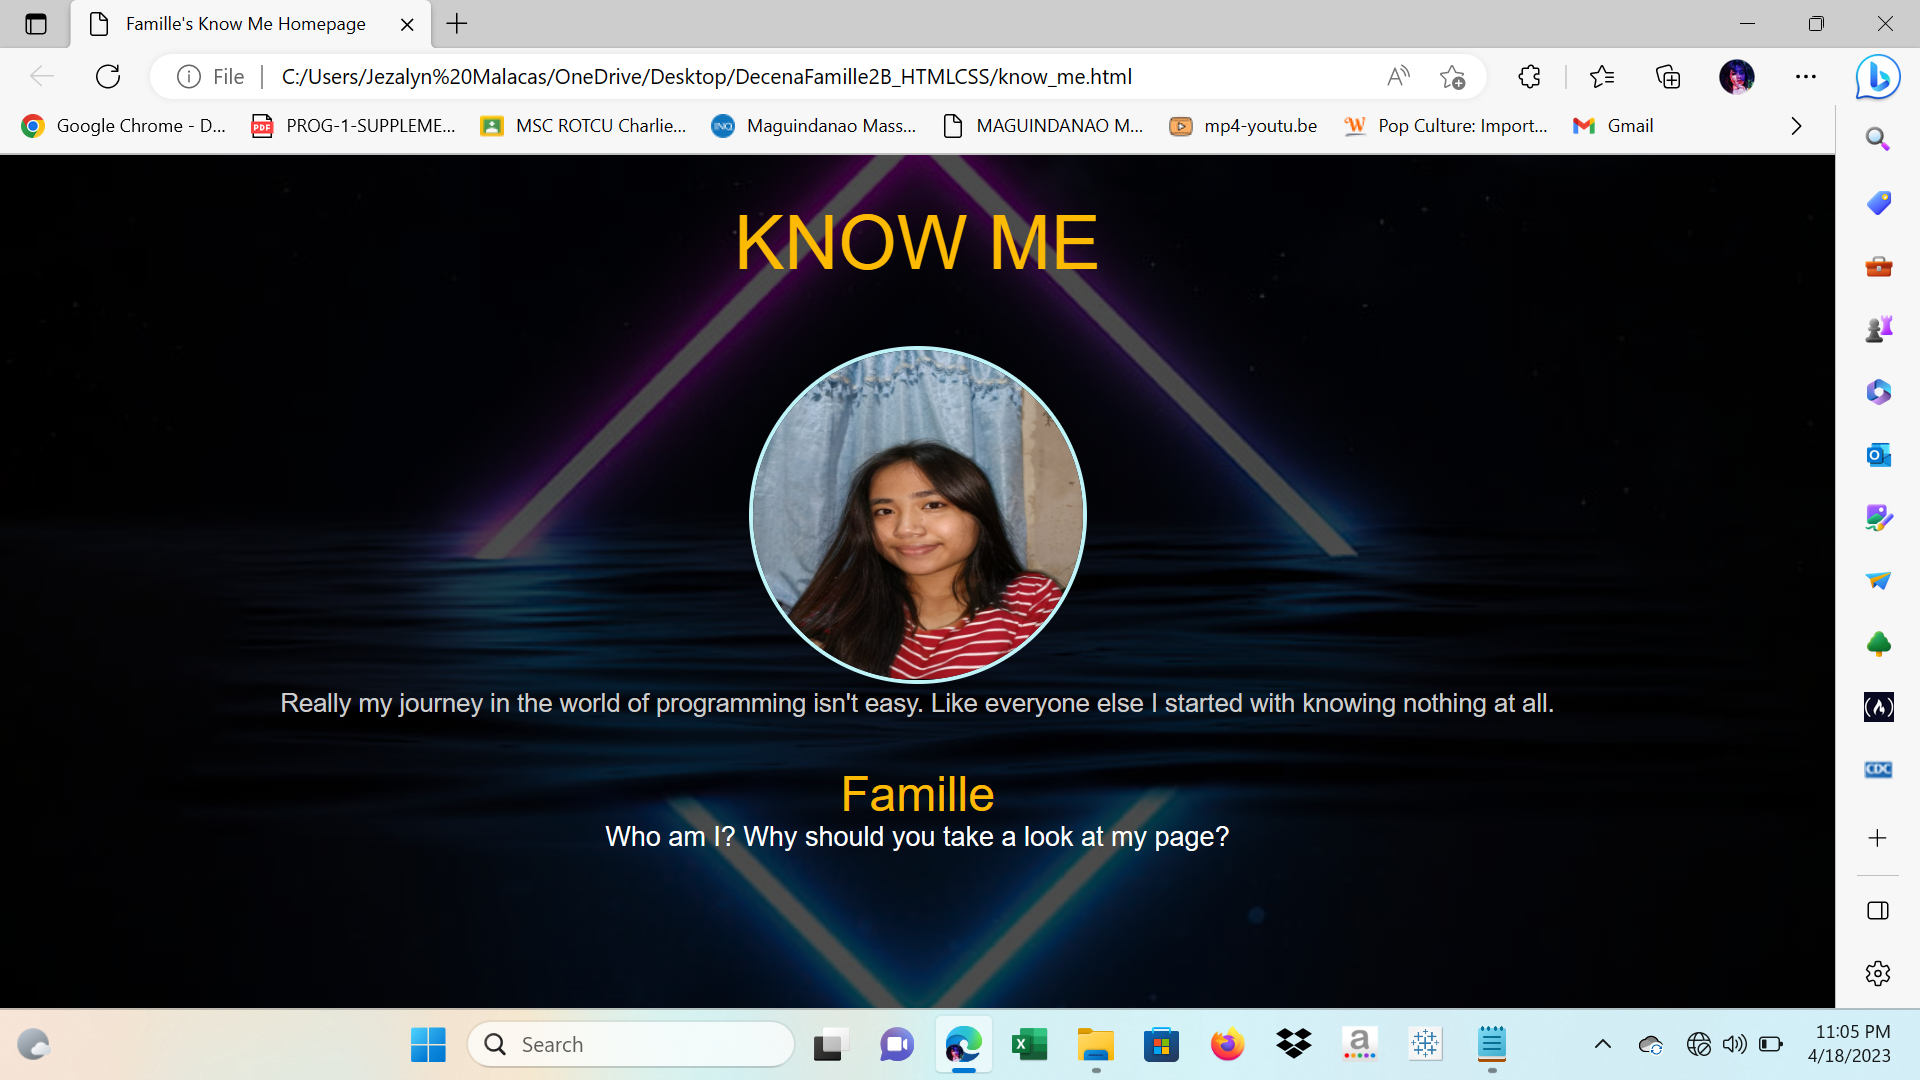 Famille's Know Me Homepage
File
C:/Users/Jezalyn%20Malacas/OneDrive/Desktop/DecenaFamille2B_HTMLCSS/know_me.html
Google Chrome - D...
PDF
PROG-1-SUPPLEME...
MSC ROTCU Charlie...
INQ
Maguindanao Mass...
MAGUINDANAO M...
mp4-youtu.be
Pop Culture: Import...
Gmail
KNOW ME
Really my journey in the world of programming isn't easy. Like everyone else I started with knowing nothing at all.
Famille
Who am I? Why should you take a look at my page?
CDC
Search
11:05 PM
4/18/2023